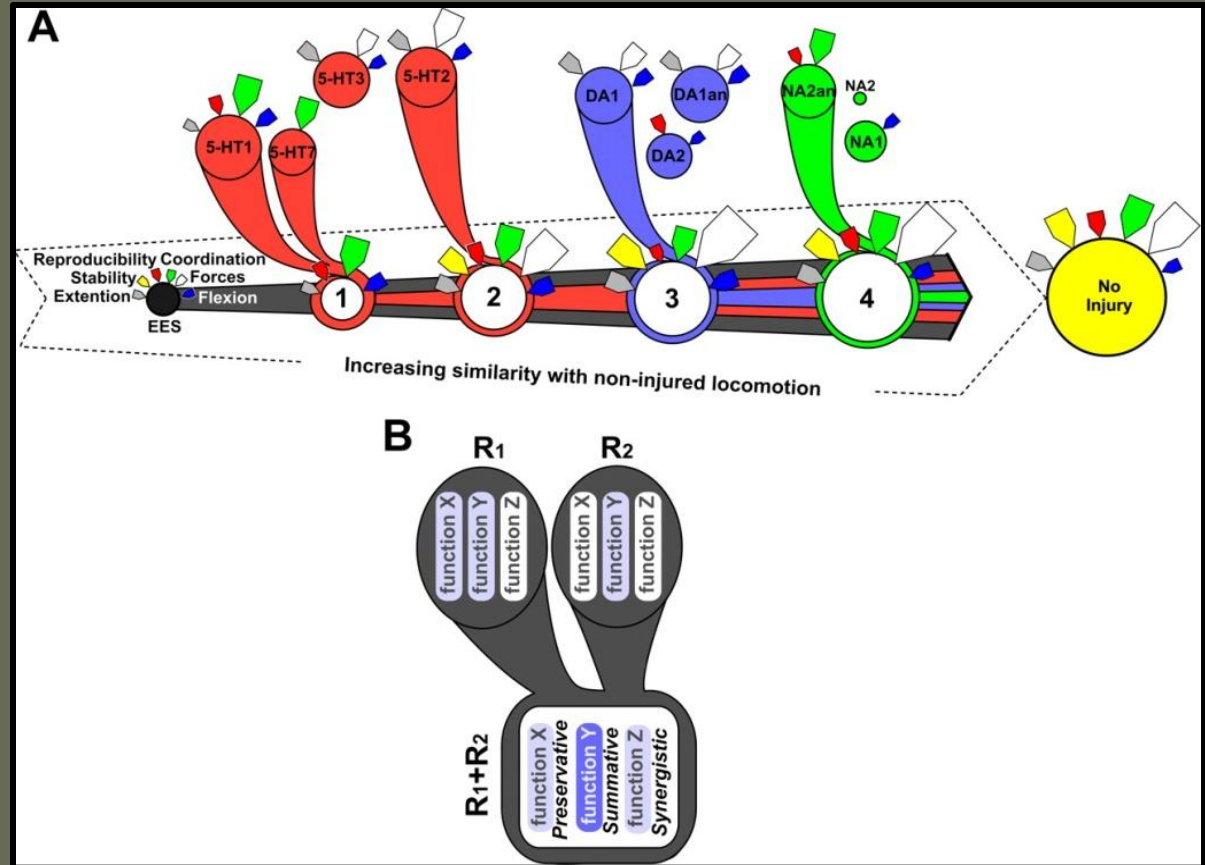 A
5-HT3
5-HT2
5-HT1
5-HT7
DA1
DA1an
DA2
NA2an
NA2
NA1
Reproducibility Coordination
Stability Forces
Extention Flexion
EES
1
2
3
4
No
Injury
Increasing similarity with non-injured locomotion
B
R1
R2
function X
function Y
function Z
function X
function Y
function Z
R1+R2
function X
Preservative
function Y
Summative
function Z
Synergistic